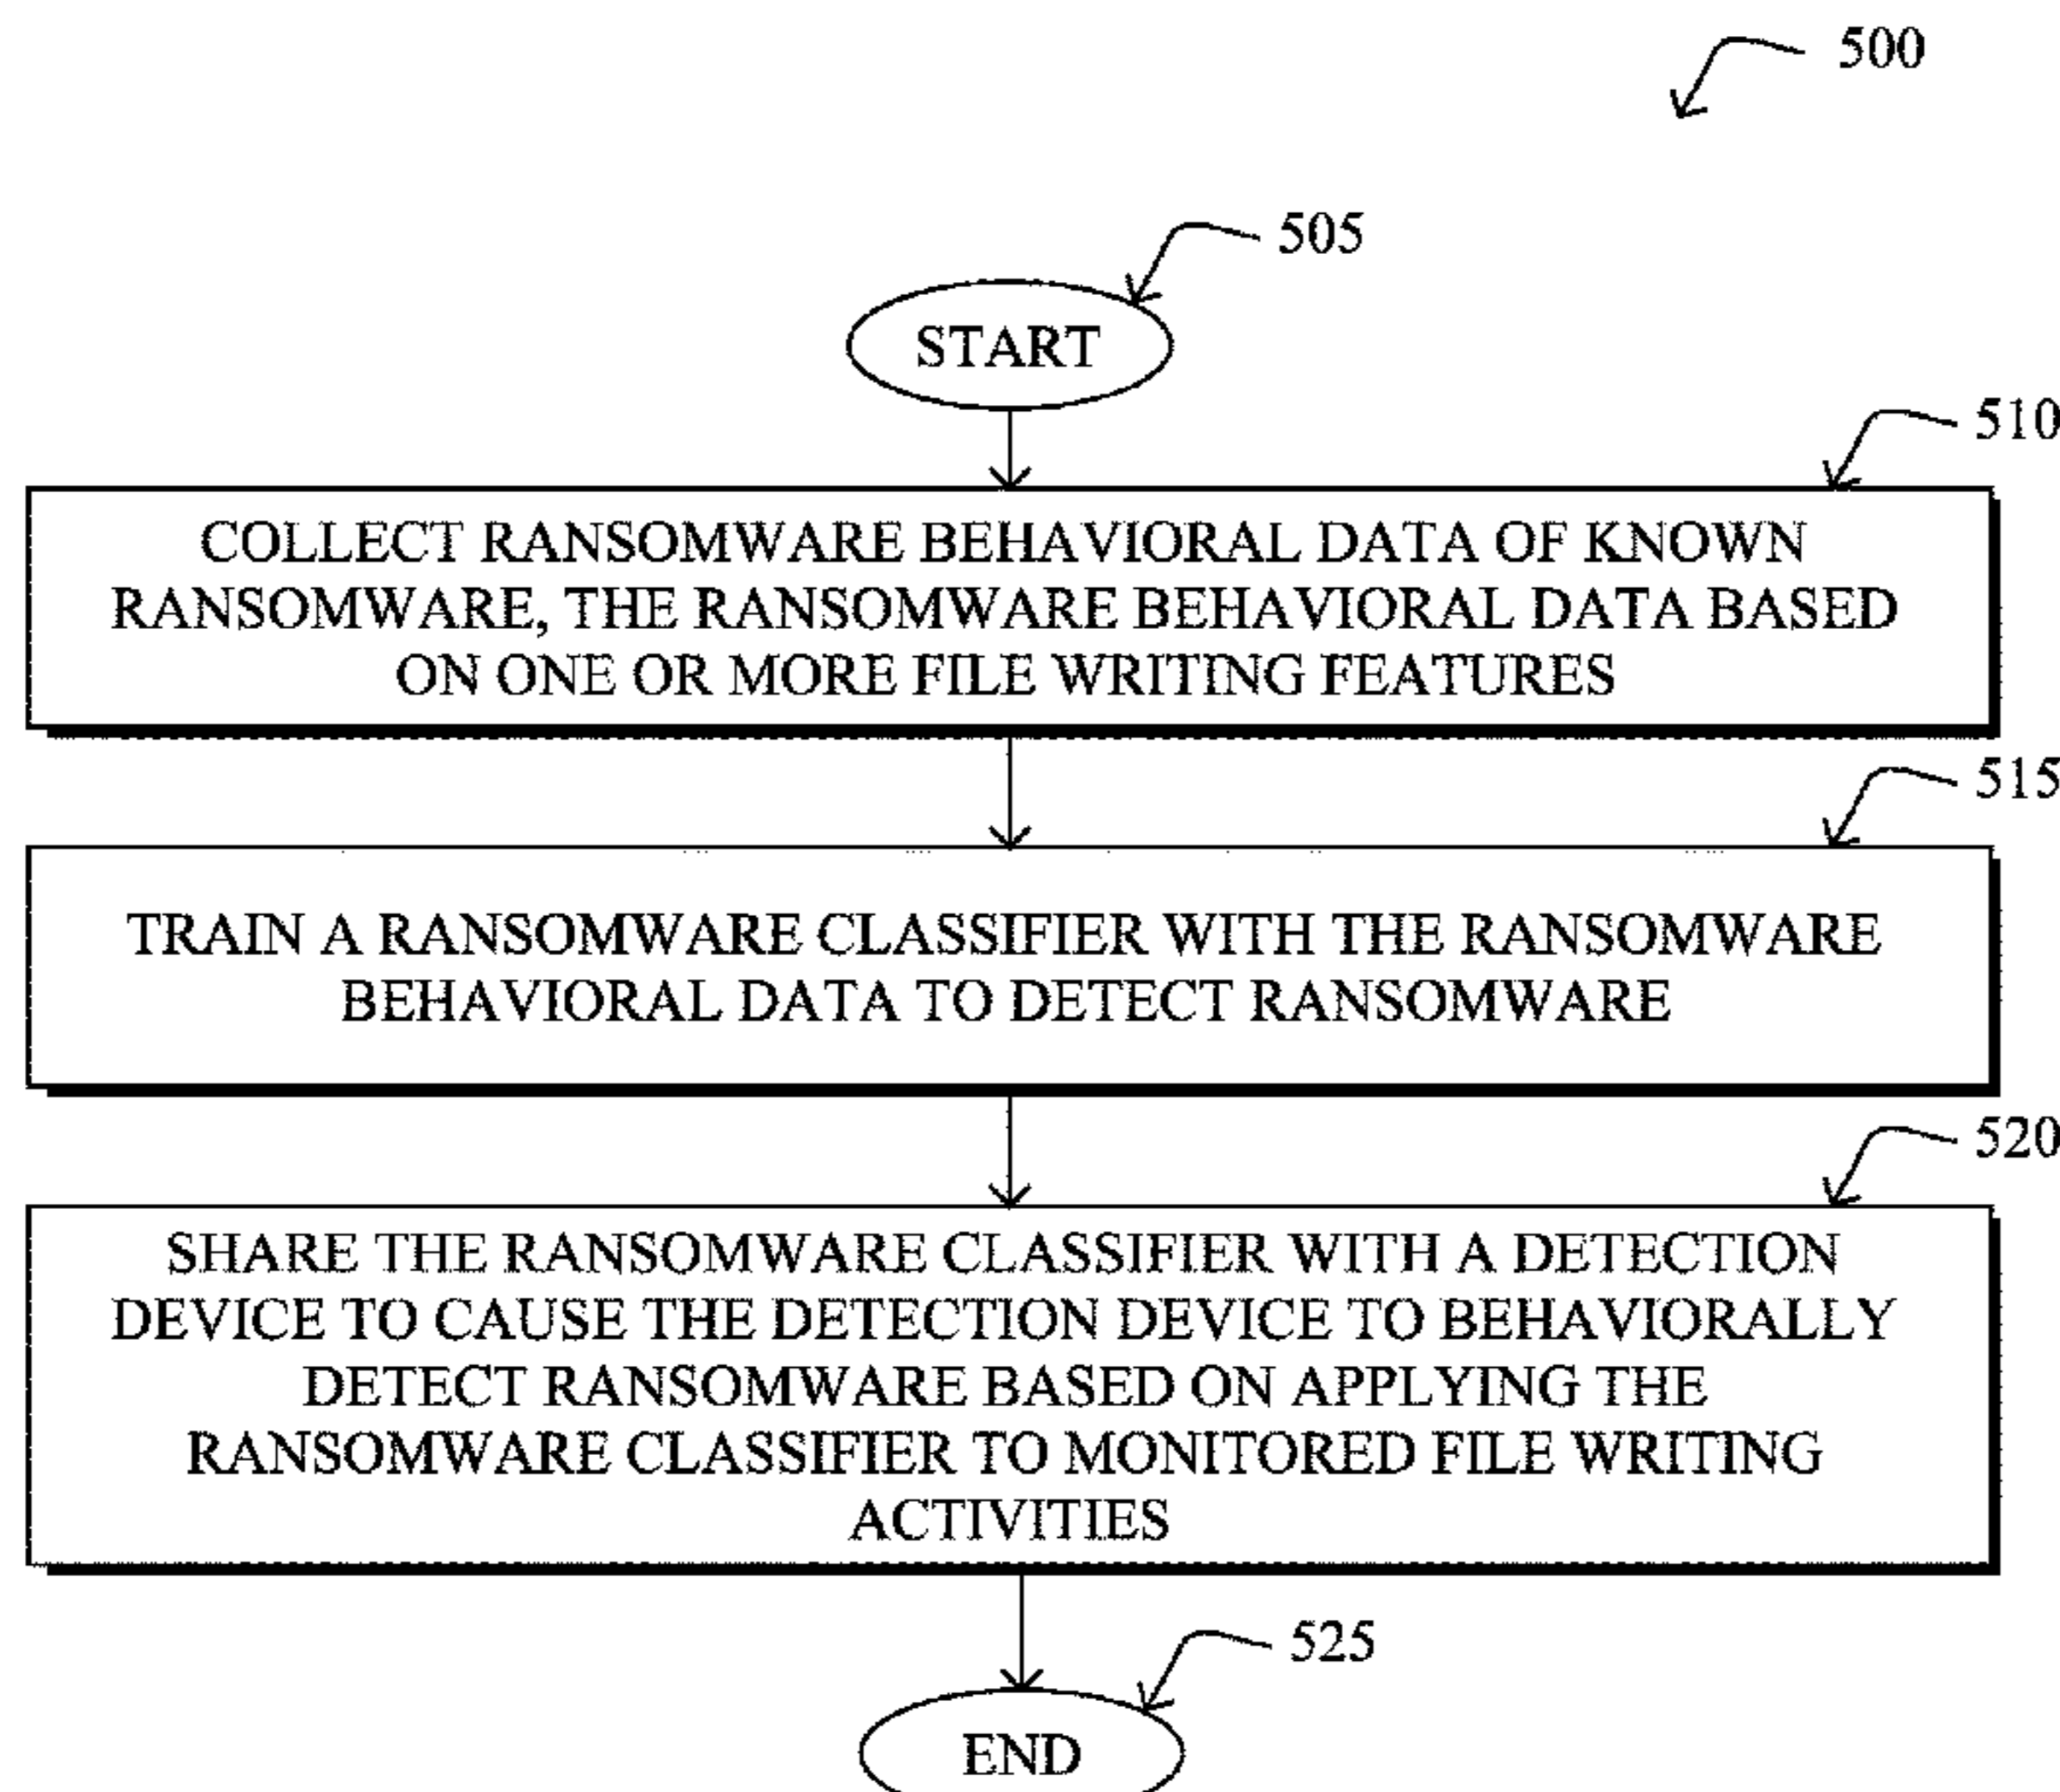 500
505
START
510
COLLECT RANSOMWARE BEHAVIORAL DATA OF KNOWN
RANSOMWARE, THE RANSOMWARE BEHAVIORAL DATA BASED
ON ONE OR MORE FILE WRITING FEATURES
515
TRAIN A RANSOMWARE CLASSIFIER WITH THE RANSOMWARE
BEHAVIORAL DATA TO DETECT RANSOMWARE
520
SHARE THE RANSOMWARE CLASSIFIER WITH A DETECTION
DEVICE TO CAUSE THE DETECTION DEVICE TO BEHAVIORALLY
DETECT RANSOMWARE BASED ON APPLYING THE
RANSOMWARE CLASSIFIER TO MONITORED FILE WRITING
ACTIVITIES
525
END